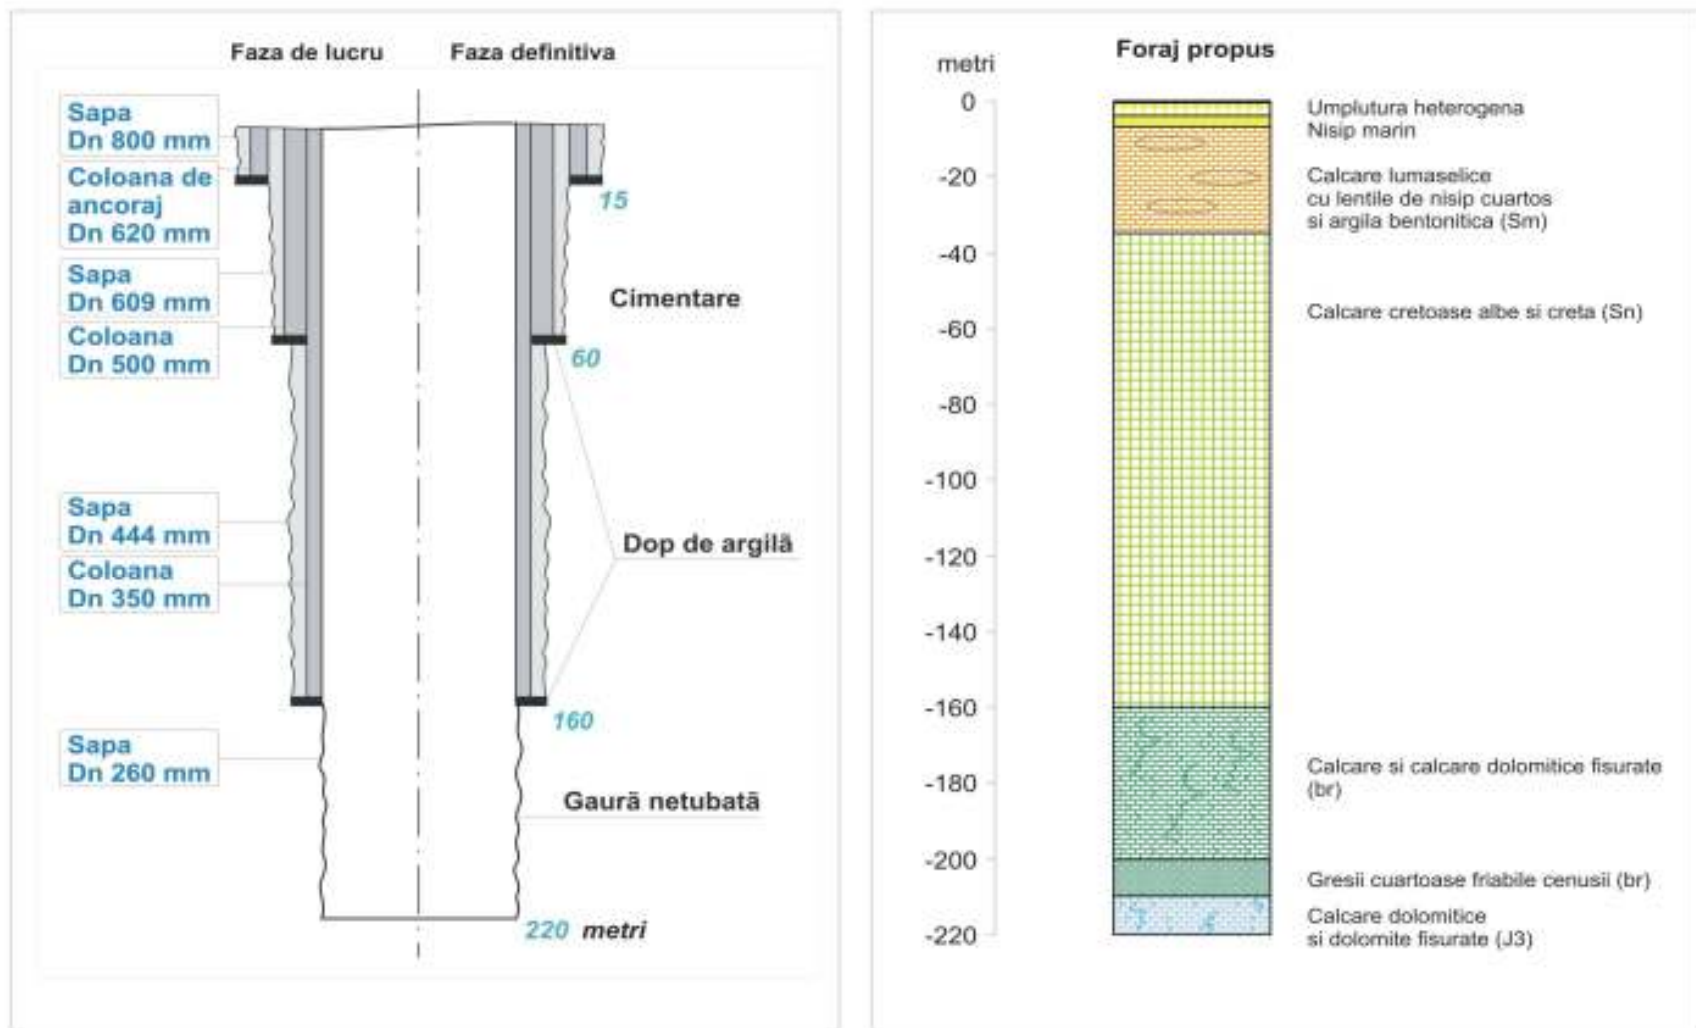 Faza de lucru
Faza definitiva
Sapa
Dn 800 mm
Coloana de
ancoraj
Dn 620 mm
Sapa
Dn 609 mm
Coloana
Dn 500 mm
Sapa
Dn 444 mm
Coloana
Dn 350 mm
Sapa
Dn 260 mm
15
Cimentare
60
Dop de argilă
160
Gaură netubată
220 metri
Foraj propus
metri
0
-20
-40
-60
-80
-100
-120
-140
-160
-180
-200
-220
Umplutura heterogena
Nisip marin
Calcare lumaselice
cu lentile de nisip cuartos
si argila bentonitica (Sm)
Calcare cretoase albe si creta (Sn)
Calcare si calcare dolomitice fisurate
(br)
Gresii cuartoase friabile cenusii (br)
Calcare dolomitice
si dolomite fisurate (J3)